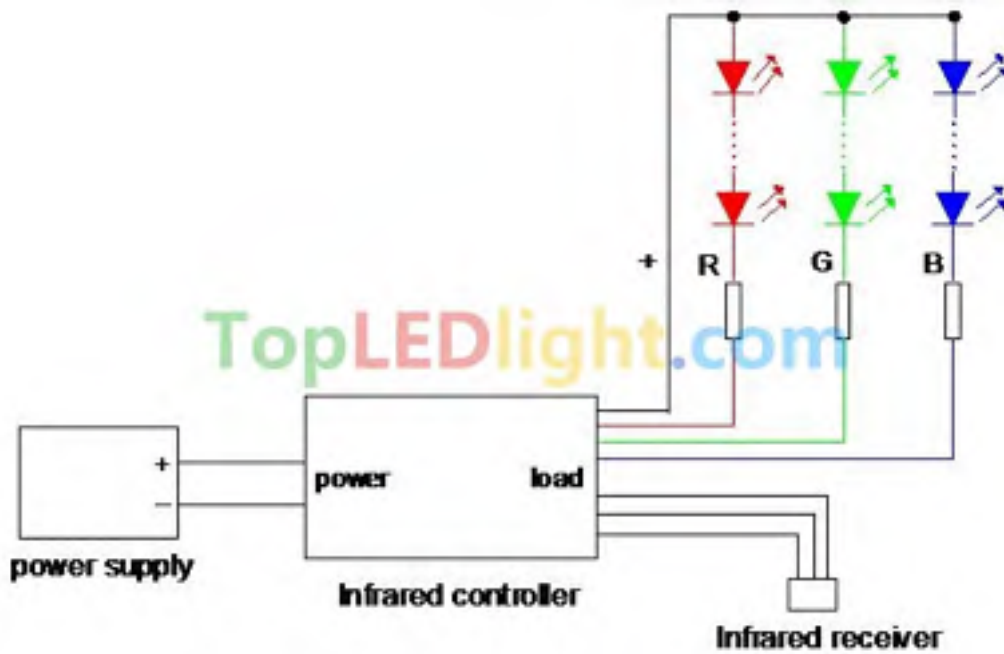 + R G B
TopLEDlight.com
+
power load
−
power supply
Infrared controller
Infrared receiver